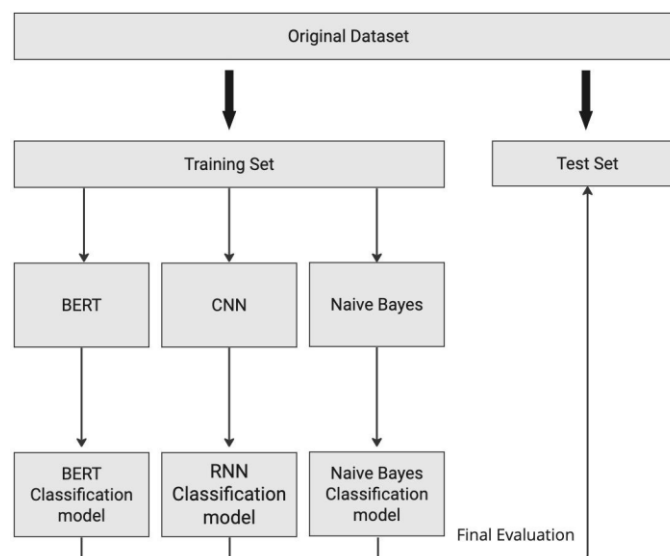 Original Dataset
Training Set
Test Set
BERT
CNN
Naive Bayes
BERT
Classification
model
RNN
Classification
model
Naive Bayes
Classification
model
Final Evaluation